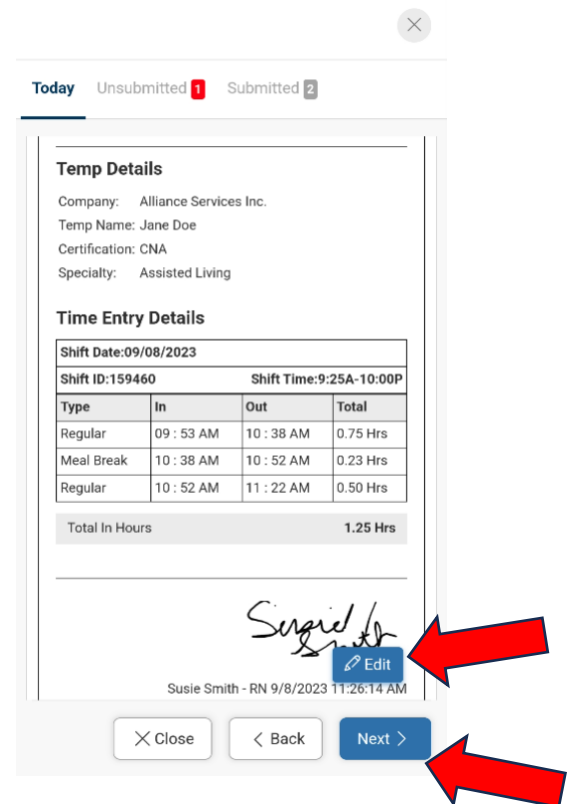 Today Unsubmitted 1 Submitted 2
Temp Details
Company: Alliance Services Inc.
Temp Name: Jane Doe
Certification: CNA
Specialty: Assisted Living
Time Entry Details
Shift Date:09/08/2023
Shift ID:159460 Shift Time:9:25A-10:00P
Type In Out Total
Regular 09 : 53 AM 10 : 38 AM 0.75 Hrs
Meal Break 10 : 38 AM 10 : 52 AM 0.23 Hrs
Regular 10 : 52 AM 11 : 22 AM 0.50 Hrs
Total In Hours 1.25 Hrs
Smith
Edit
Susie Smith - RN 9/8/2023 11:26:14 AM
Close Back Next